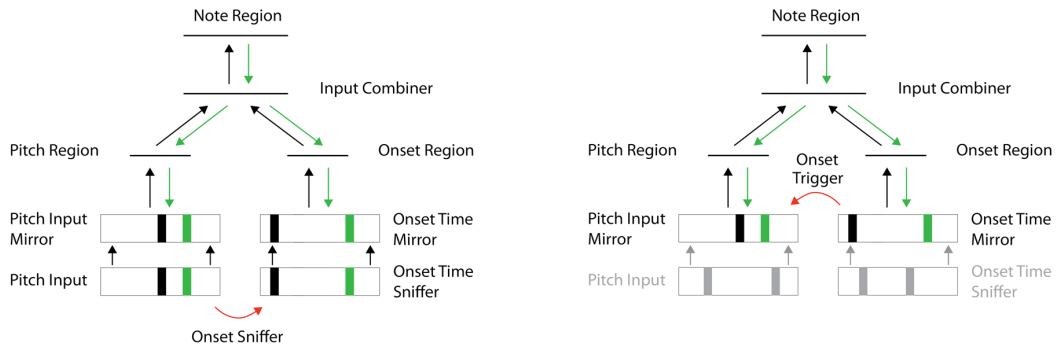 Note Region
Input Combiner
Pitch Region
Onset Region
Pitch Input
Mirror
Onset Time
Mirror
Pitch Input
Onset Time
Sniffer
Onset Sniffer
Note Region
Input Combiner
Pitch Region
Onset
Trigger
Onset Region
Pitch Input
Mirror
Onset Time
Mirror
Pitch Input
Onset Time
Sniffer